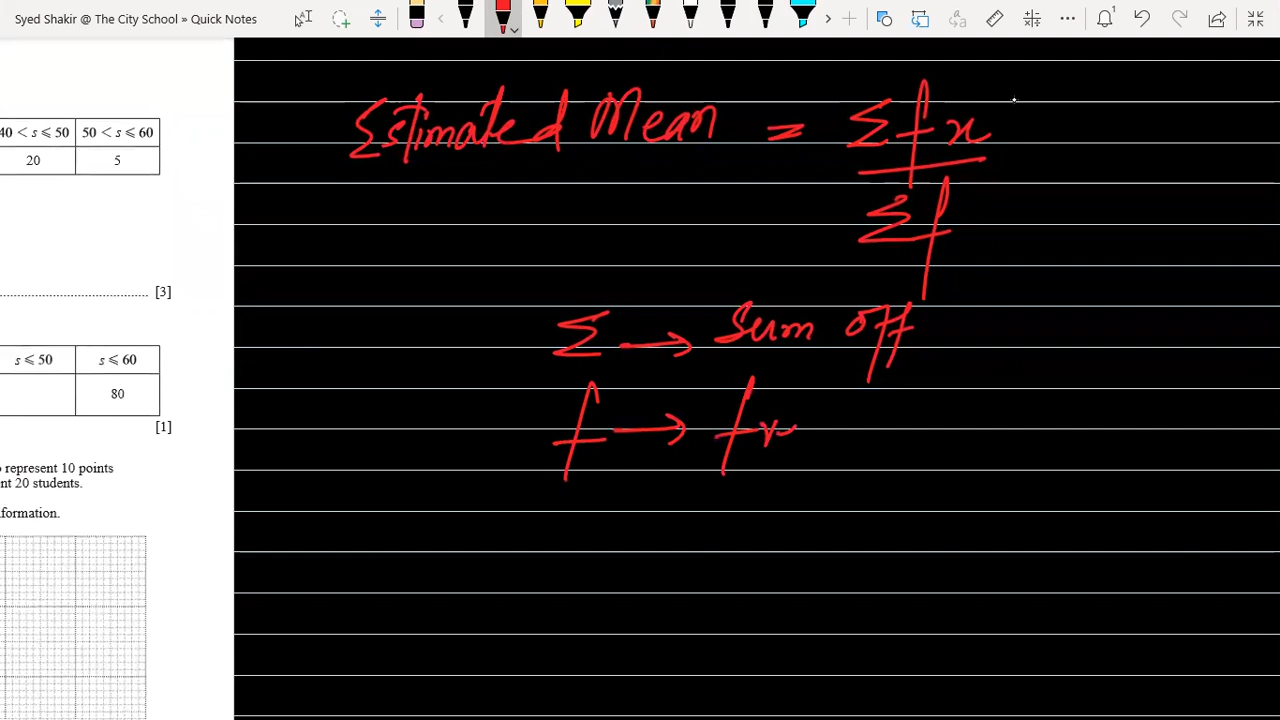 Syed Shakir @ The City School » Quick Notes
40 < s ⩽ 50 50 < s ⩽ 60
20 5
[3]
s ⩽ 50 s ⩽ 60
80
[1]
o represent 10 points
nt 20 students.
formation.
Estimated Mean = Σfx
Σf
Σ → Sum off
f → fr